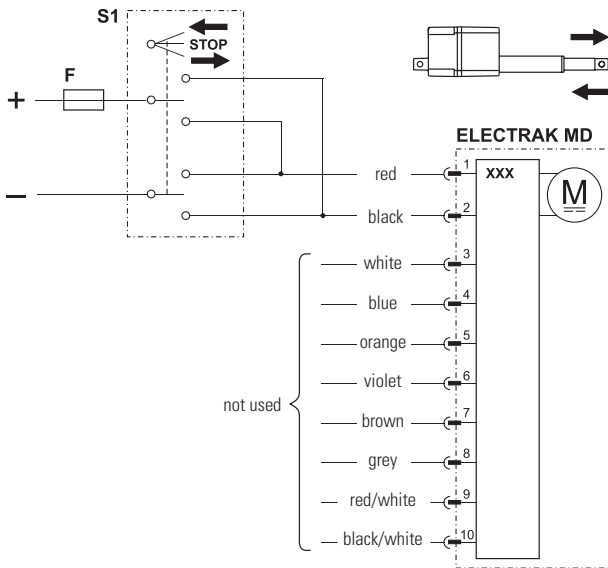 S1
STOP
F
+
–
ELECTRAK MD
red 1 XXX M
black 2
white 3
blue 4
orange 5
violet 6
not used
brown 7
grey 8
red/white 9
black/white 10